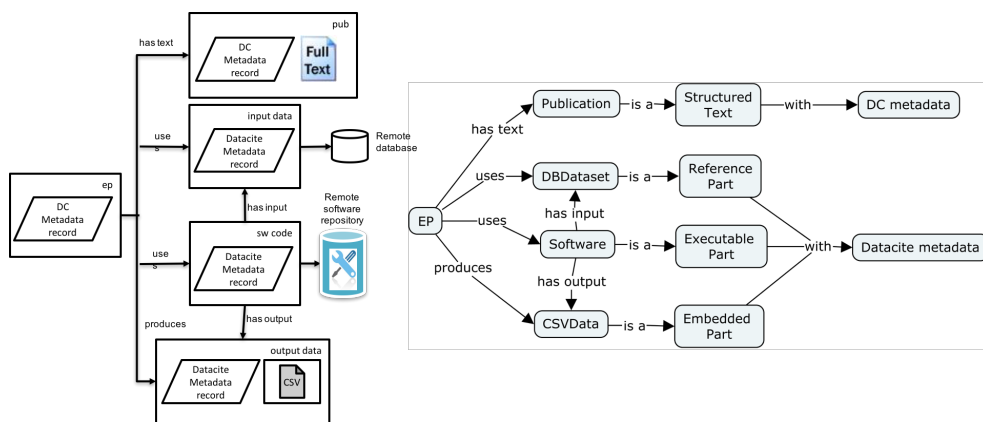 pub
has text
DC
Metadata
record
Full
Text
input data
use
s
Datacite
Metadata
record
Remote
database
ep
DC
Metadata
record
has input
Remote
software
repository
sw code
use
s
Datacite
Metadata
record
produces
has output
output data
Datacite
Metadata
record
CSV
Publication
is a
Structured
Text
with
DC metadata
has text
uses
DBDataset
is a
Reference
Part
EP
has input
uses
Software
is a
Executable
Part
with
Datacite metadata
produces
has output
CSVData
is a
Embedded
Part